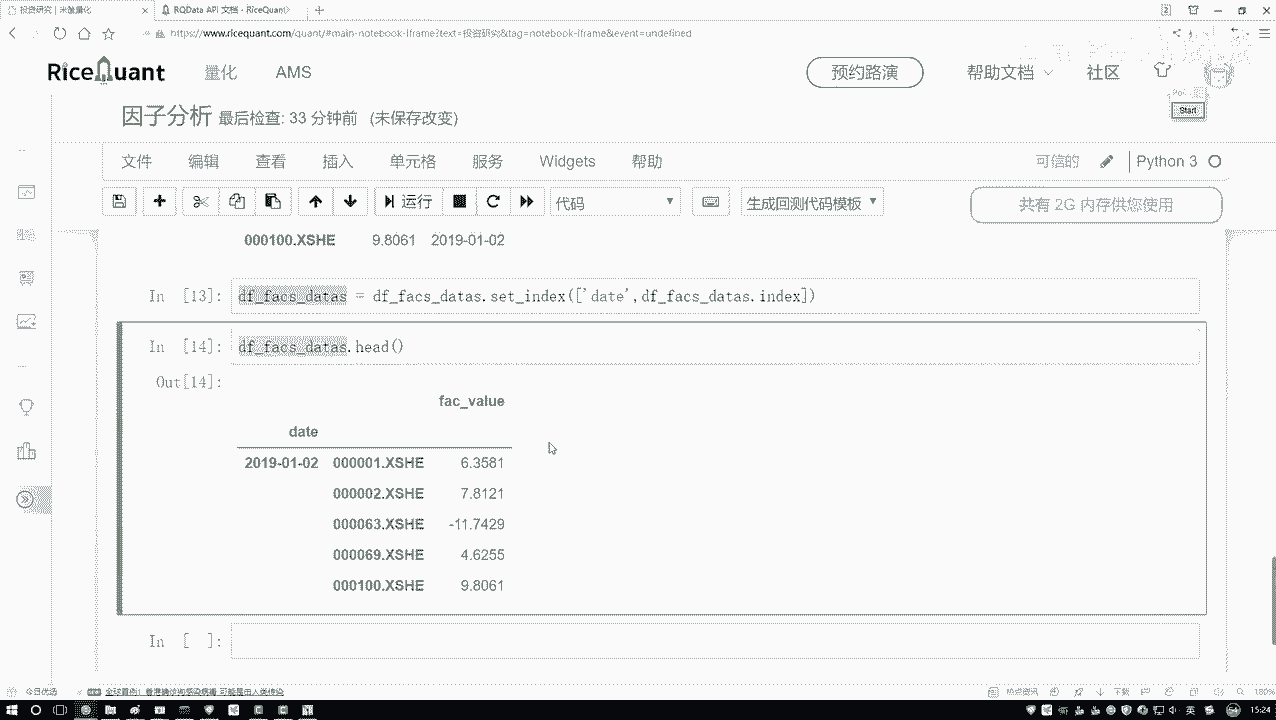 投资研究 | 米筐量化
RQData API 文档 - RiceQuant
https://www.ricequant.com/quant/#main-notebook-iframe?text=投资研究&tag=notebook-iframe&event=undefined
RiceQuant 量化 AMS 预约路演 帮助文档 社区
Start
因子分析 最后检查: 33 分钟前 (未保存改变)
文件 编辑 查看 插入 单元格 服务 Widgets 帮助 可信的 Python 3
运行 代码 生成回测代码模板 共有 2G 内存供您使用
000100.XSHE 9.8061 2019-01-02
In [13]: df_facs_datas = df_facs_datas.set_index(['date',df_facs_datas.index])
In [14]: df_facs_datas.head()
Out[14]:
fac_value
date
2019-01-02 000001.XSHE 6.3581
000002.XSHE 7.8121
000063.XSHE -11.7429
000069.XSHE 4.6255
000100.XSHE 9.8061
In [ ]:
今日优选
热点资讯 下载 180%
英 15:24